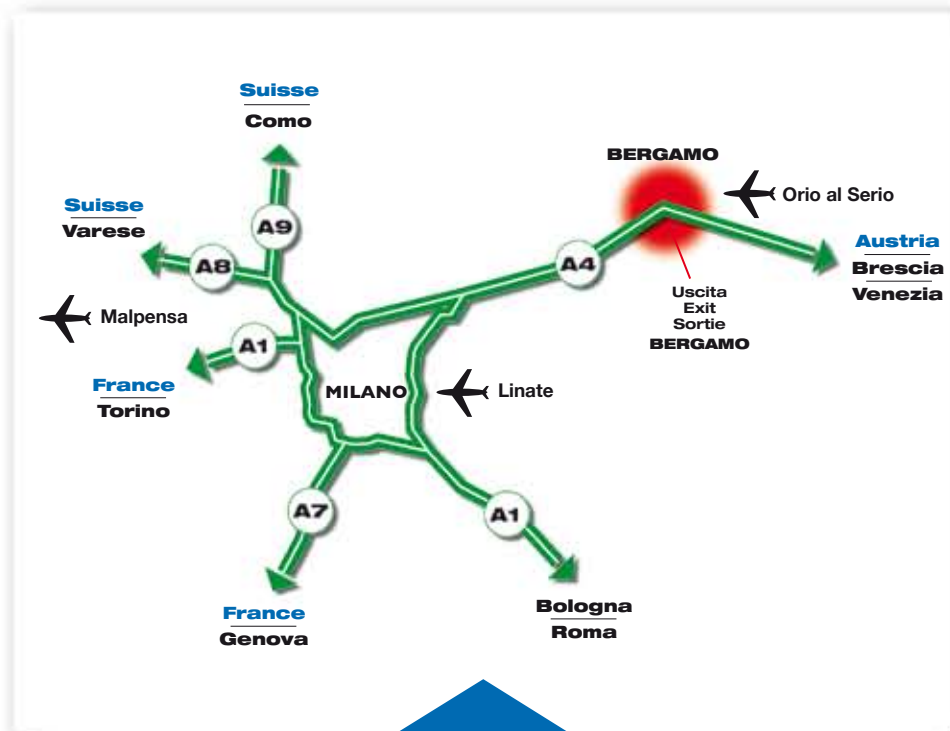 Suisse
Como
BERGAMO
Orio al Serio
Suisse
Varese
A9
A8
A4
Austria
Brescia
Venezia
Uscita
Exit
Sortie
BERGAMO
Malpensa
A1
France
Torino
MILANO
Linate
A7
A1
France
Genova
Bologna
Roma